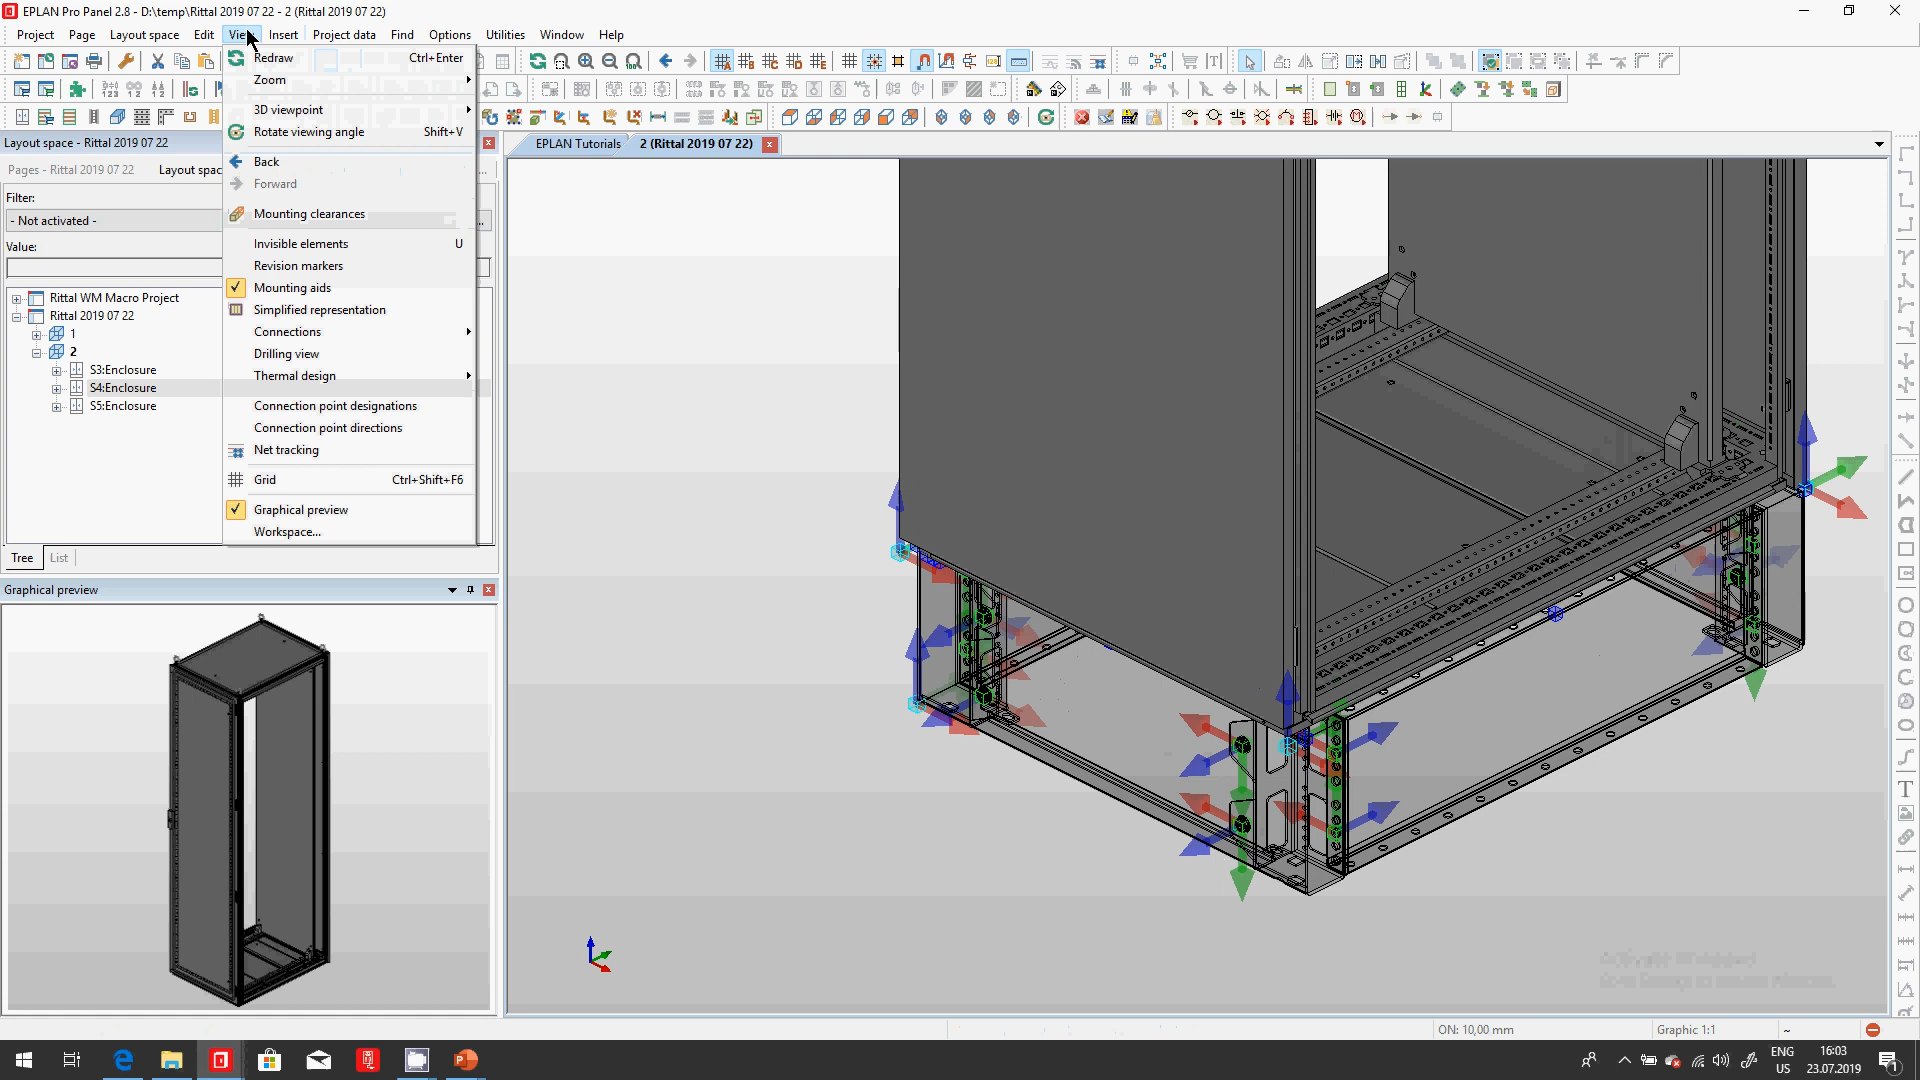 EPLAN Pro Panel 2.8 - D:\temp\Rittal 2019 07 22 - 2 (Rittal 2019 07 22)
Project Page Layout space Edit View Insert Project data Find Options Utilities Window Help
Redraw Ctrl+Enter
Zoom
3D viewpoint
Rotate viewing angle Shift+V
Back
Forward
Mounting clearances
Invisible elements U
Revision markers
Mounting aids
Simplified representation
Connections
Drilling view
Thermal design
Connection point designations
Connection point directions
Net tracking
Grid Ctrl+Shift+F6
Graphical preview
Workspace...
Layout space - Rittal 2019 07 22
Pages - Rittal 2019 07 22 Layout spac
Filter:
- Not activated -
Value:
Rittal WM Macro Project
Rittal 2019 07 22
1
2
S3:Enclosure
S4:Enclosure
S5:Enclosure
Tree List
Graphical preview
EPLAN Tutorials 2 (Rittal 2019 07 22)
ON: 10,00 mm Graphic 1:1 ~
ENG
US
16:03
23.07.2019
1